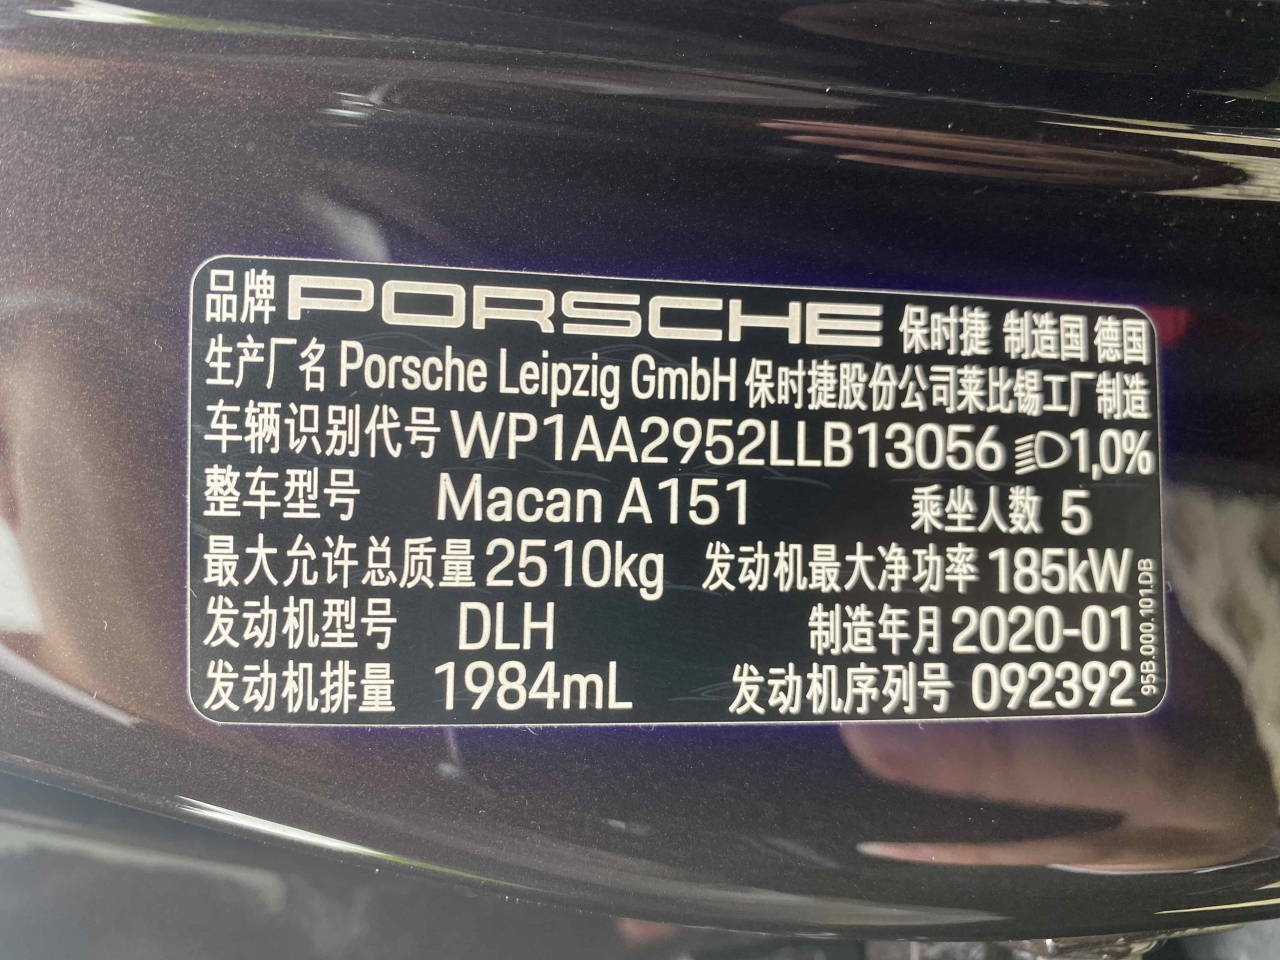 品牌 PORSCHE 保时捷 制造国 德国
生产厂名 Porsche Leipzig GmbH 保时捷股份公司莱比锡工厂制造
车辆识别代号 WP1AA2952LLB13056 1,0%
整车型号 Macan A151 乘坐人数 5
最大允许总质量 2510kg 发动机最大净功率 185kW
发动机型号 DLH 制造年月 2020-01
发动机排量 1984mL 发动机序列号 092392
95B.000.101.DB